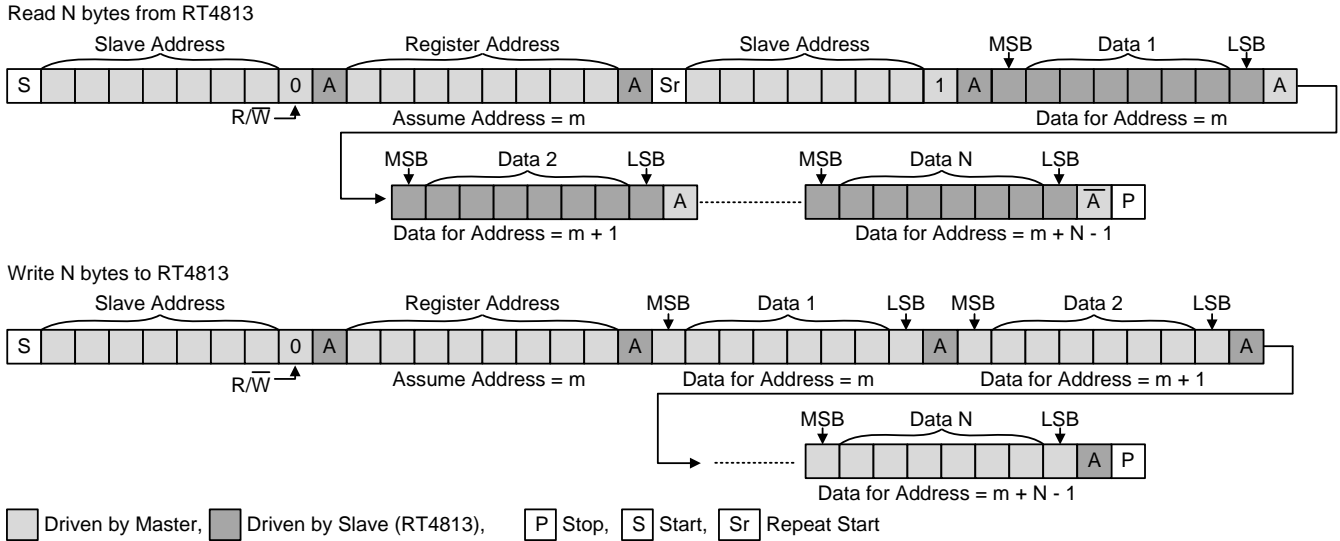 Read N bytes from RT4813
Slave Address Register Address Slave Address MSB Data 1 LSB
S 0 A A Sr 1 A A
R/W̅ Assume Address = m Data for Address = m
MSB Data 2 LSB MSB Data N LSB
A A̅ P
Data for Address = m + 1 Data for Address = m + N - 1
Write N bytes to RT4813
Slave Address Register Address MSB Data 1 LSB MSB Data 2 LSB
S 0 A A A A
R/W̅ Assume Address = m Data for Address = m Data for Address = m + 1
MSB Data N LSB
A P
Data for Address = m + N - 1
Driven by Master, Driven by Slave (RT4813), P Stop, S Start, Sr Repeat Start